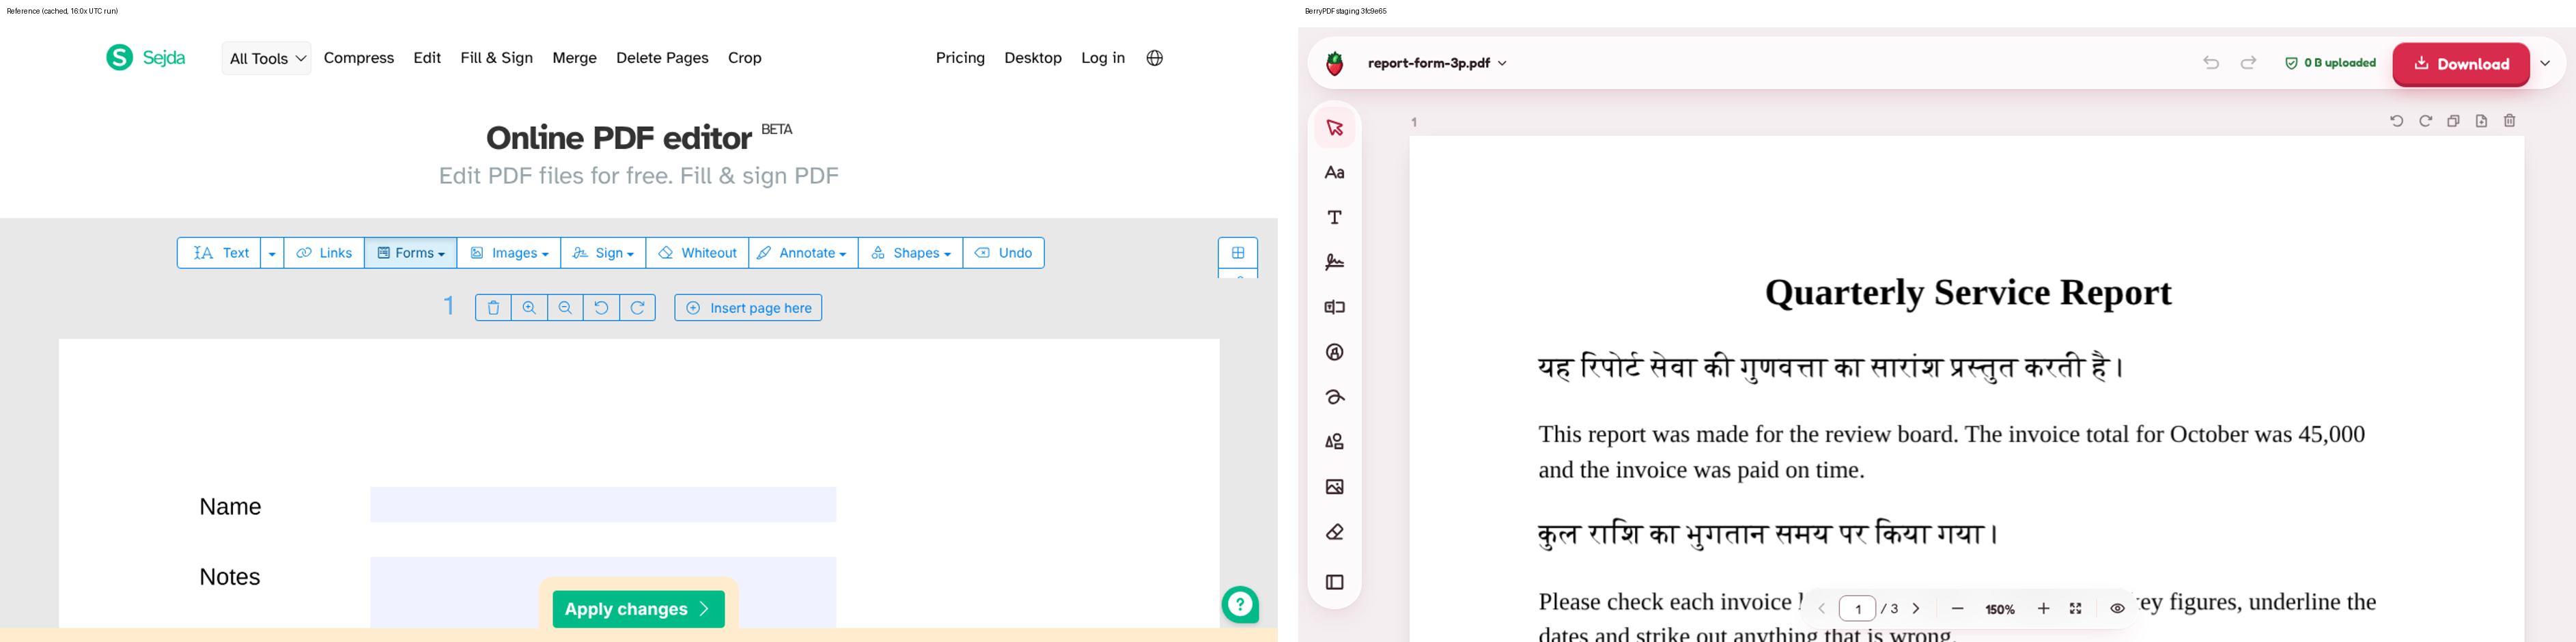 Reference (cached, 16:0x UTC run)
Sejda
All Tools Compress Edit Fill & Sign Merge Delete Pages Crop Pricing Desktop Log in
Online PDF editor BETA
Edit PDF files for free. Fill & sign PDF
Text Links Forms Images Sign Whiteout Annotate Shapes Undo
1 Insert page here
Name
Notes
Apply changes
?
BerryPDF staging 3fc9e65
report-form-3p.pdf 0 B uploaded Download
1
Aa
T
Quarterly Service Report
यह रिपोर्ट सेवा की गुणवत्ता का सारांश प्रस्तुत करती है।
This report was made for the review board. The invoice total for October was 45,000
and the invoice was paid on time.
कुल राशि का भुगतान समय पर किया गया।
Please check each invoice key figures, underline the
dates and strike out anything that is wrong.
1 / 3 150%